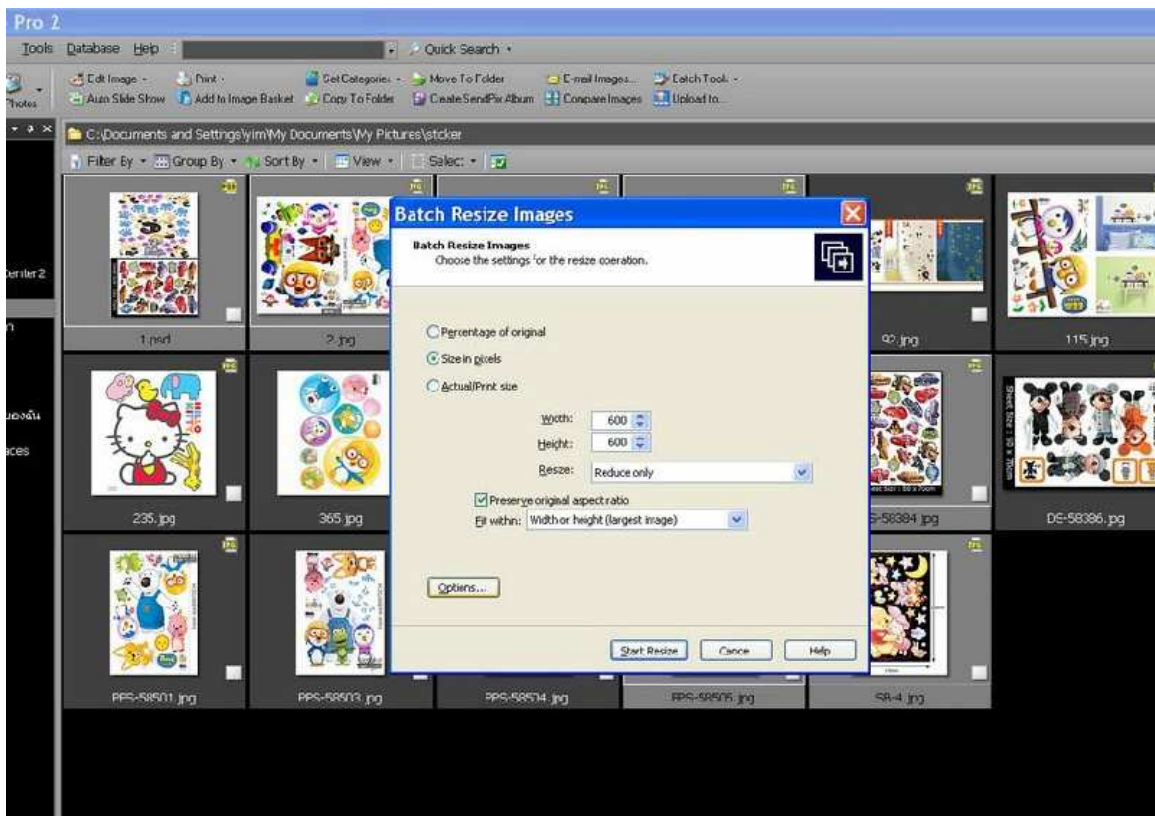 Pro 2
Tools Database Help Quick Search
Edit Image Print Set Categories Move To Folder E-mail Images... Batch Tools
Photos Auto Slide Show Add to Image Basket Copy To Folder Create SendPix Album Compare Images Upload to...
C:\Documents and Settings\yim\My Documents\My Pictures\stcker
Filter By Group By Sort By View Select
Batch Resize Images
Batch Resize Images
Choose the settings for the resize operation.
Percentage of original
Size in pixels
Actual/Print size
Width: 600
Height: 600
Resize: Reduce only
Preserve original aspect ratio
Fit within: Width or height (largest image)
Options...
Start Resize Cancel Help
1.psd 2.jpg 115.jpg
235.jpg 365.jpg S-58384.jpg DS-58386.jpg
PPS-58501.jpg PPS-58503.jpg PPS-58504.jpg PPS-58505.jpg SB-4.jpg